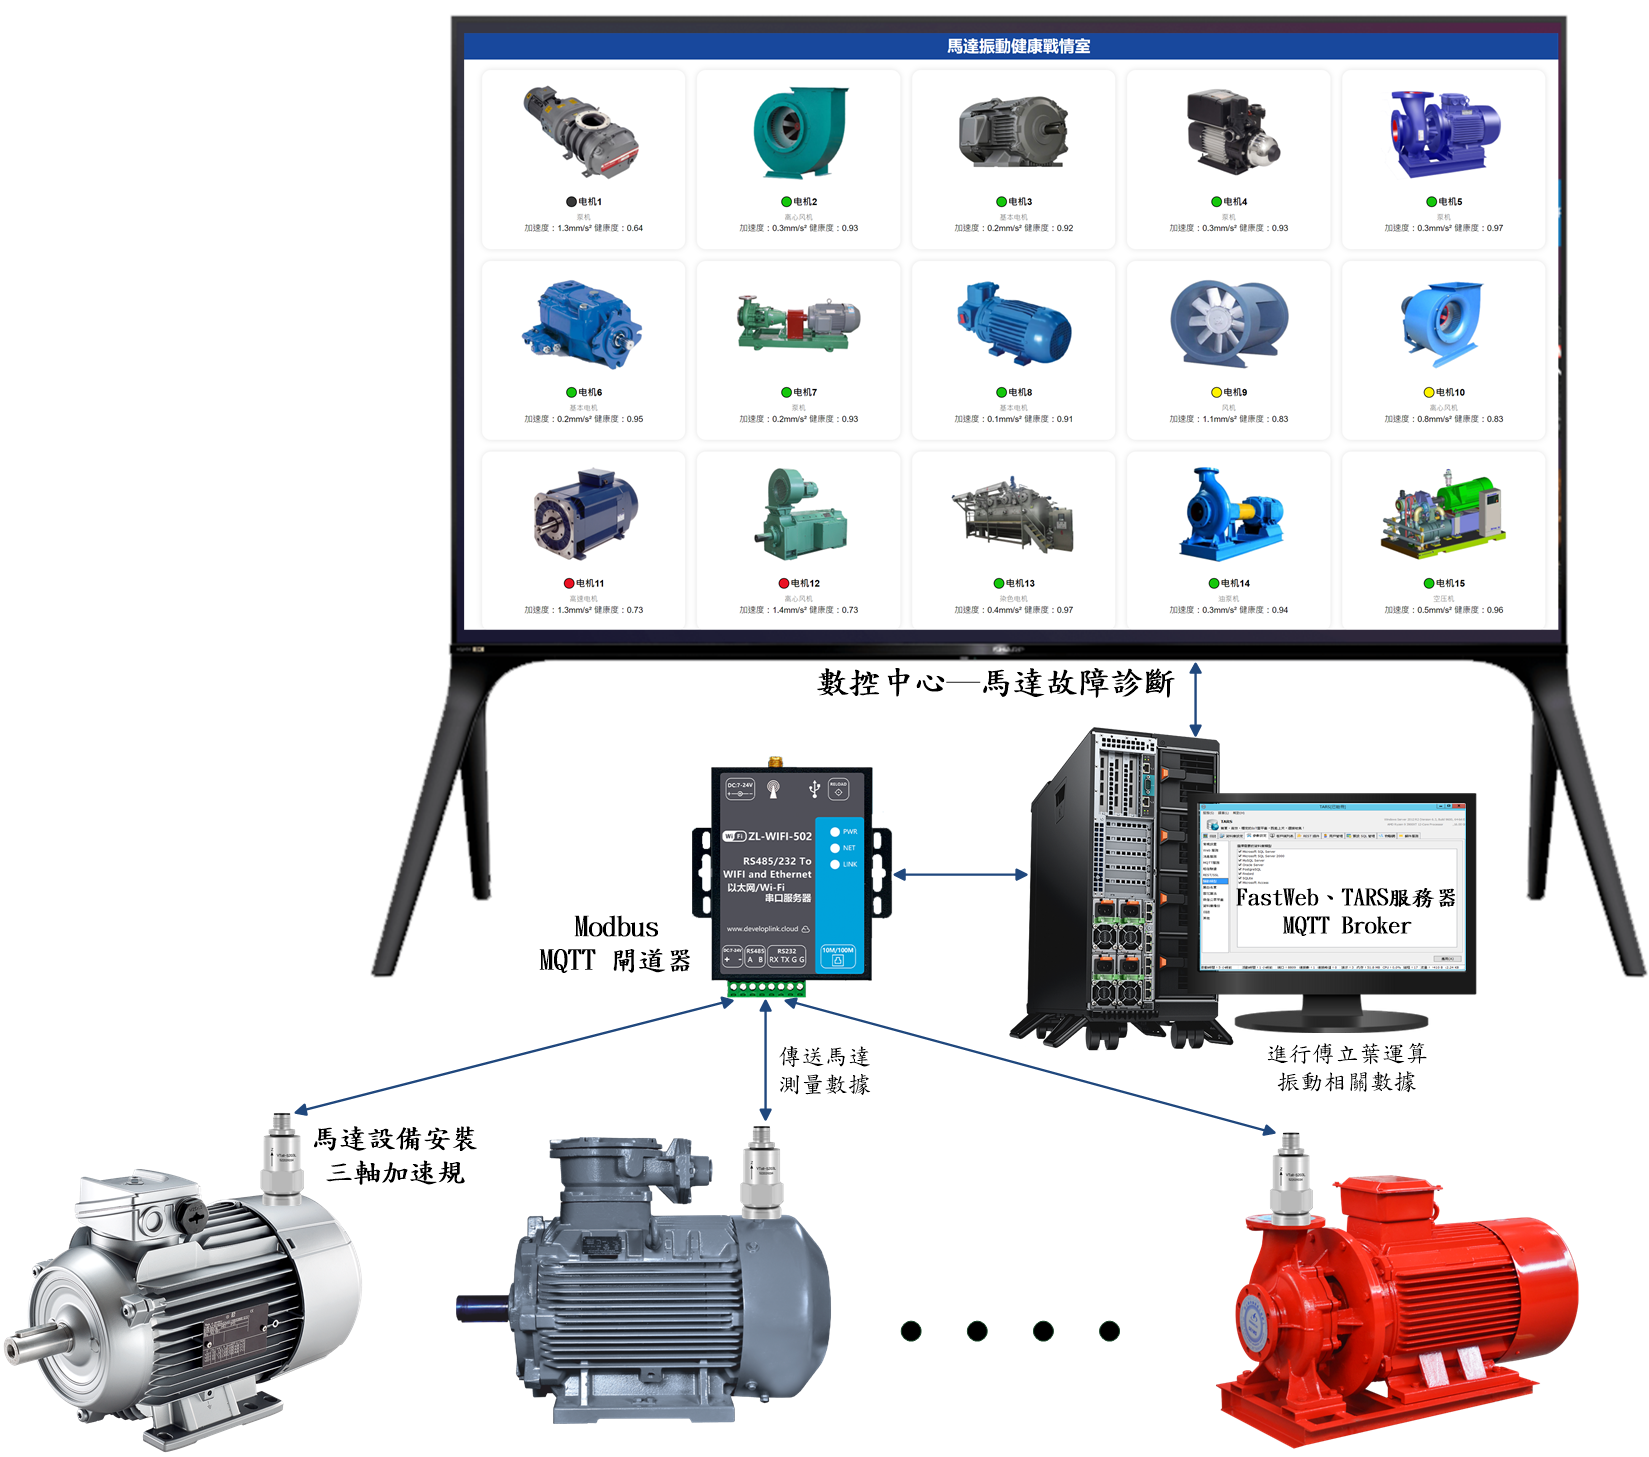 馬達振動健康戰情室
电机1
泵机
加速度：1.3mm/s² 健康度：0.64
电机2
离心风机
加速度：0.3mm/s² 健康度：0.93
电机3
基本电机
加速度：0.2mm/s² 健康度：0.92
电机4
泵机
加速度：0.3mm/s² 健康度：0.93
电机5
泵机
加速度：0.3mm/s² 健康度：0.97
电机6
基本电机
加速度：0.2mm/s² 健康度：0.95
电机7
泵机
加速度：0.2mm/s² 健康度：0.93
电机8
基本电机
加速度：0.1mm/s² 健康度：0.91
电机9
风机
加速度：1.1mm/s² 健康度：0.83
电机10
离心风机
加速度：0.8mm/s² 健康度：0.83
电机11
高速电机
加速度：1.3mm/s² 健康度：0.73
电机12
离心风机
加速度：1.4mm/s² 健康度：0.73
电机13
染色电机
加速度：0.4mm/s² 健康度：0.97
电机14
油泵机
加速度：0.3mm/s² 健康度：0.94
电机15
空压机
加速度：0.5mm/s² 健康度：0.96
SHARP
數控中心─馬達故障診斷
DC:7-24V
RELOAD
WiFi ZL-WIFI-502
PWR
NET
LINK
RS485/232 To
WIFI and Ethernet
以太网/Wi-Fi
串口服务器
www.developlink.cloud
DC:7-24V
+ -
RS485
A B
RS232
RX TX G G
10M/100M
Modbus
MQTT 閘道器
FastWeb、TARS服務器
MQTT Broker
進行傅立葉運算
振動相關數據
傳送馬達
測量數據
馬達設備安裝
三軸加速規